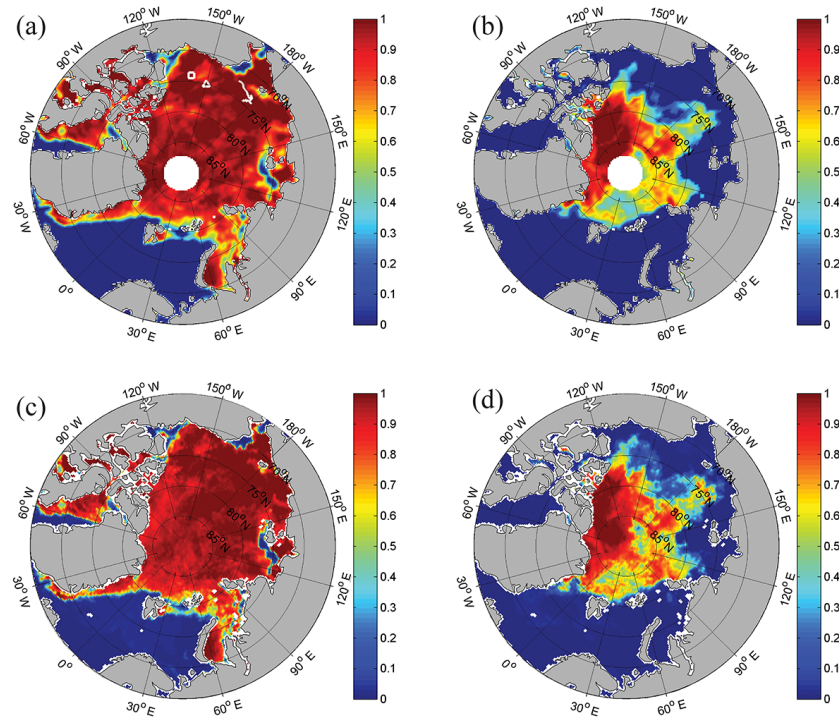 (a)
120° W
150° W
90° W
180° W
60° W
70°N
75°N
80°N
85°N
150° E
30° W
120° E
0°
90° E
30° E
60° E
1
0.9
0.8
0.7
0.6
0.5
0.4
0.3
0.2
0.1
0
(b)
120° W
150° W
90° W
180° W
60° W
70°N
75°N
80°N
85°N
150° E
30° W
120° E
0°
90° E
30° E
60° E
1
0.9
0.8
0.7
0.6
0.5
0.4
0.3
0.2
0.1
0
(c)
120° W
150° W
90° W
180° W
60° W
70°N
75°N
80°N
85°N
150° E
30° W
120° E
0°
90° E
30° E
60° E
1
0.9
0.8
0.7
0.6
0.5
0.4
0.3
0.2
0.1
0
(d)
120° W
150° W
90° W
180° W
60° W
70°N
75°N
80°N
85°N
150° E
30° W
120° E
0°
90° E
30° E
60° E
1
0.9
0.8
0.7
0.6
0.5
0.4
0.3
0.2
0.1
0